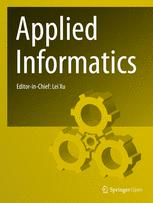 Applied
Informatics
Editor-in-Chief: Lei Xu
Springer Open